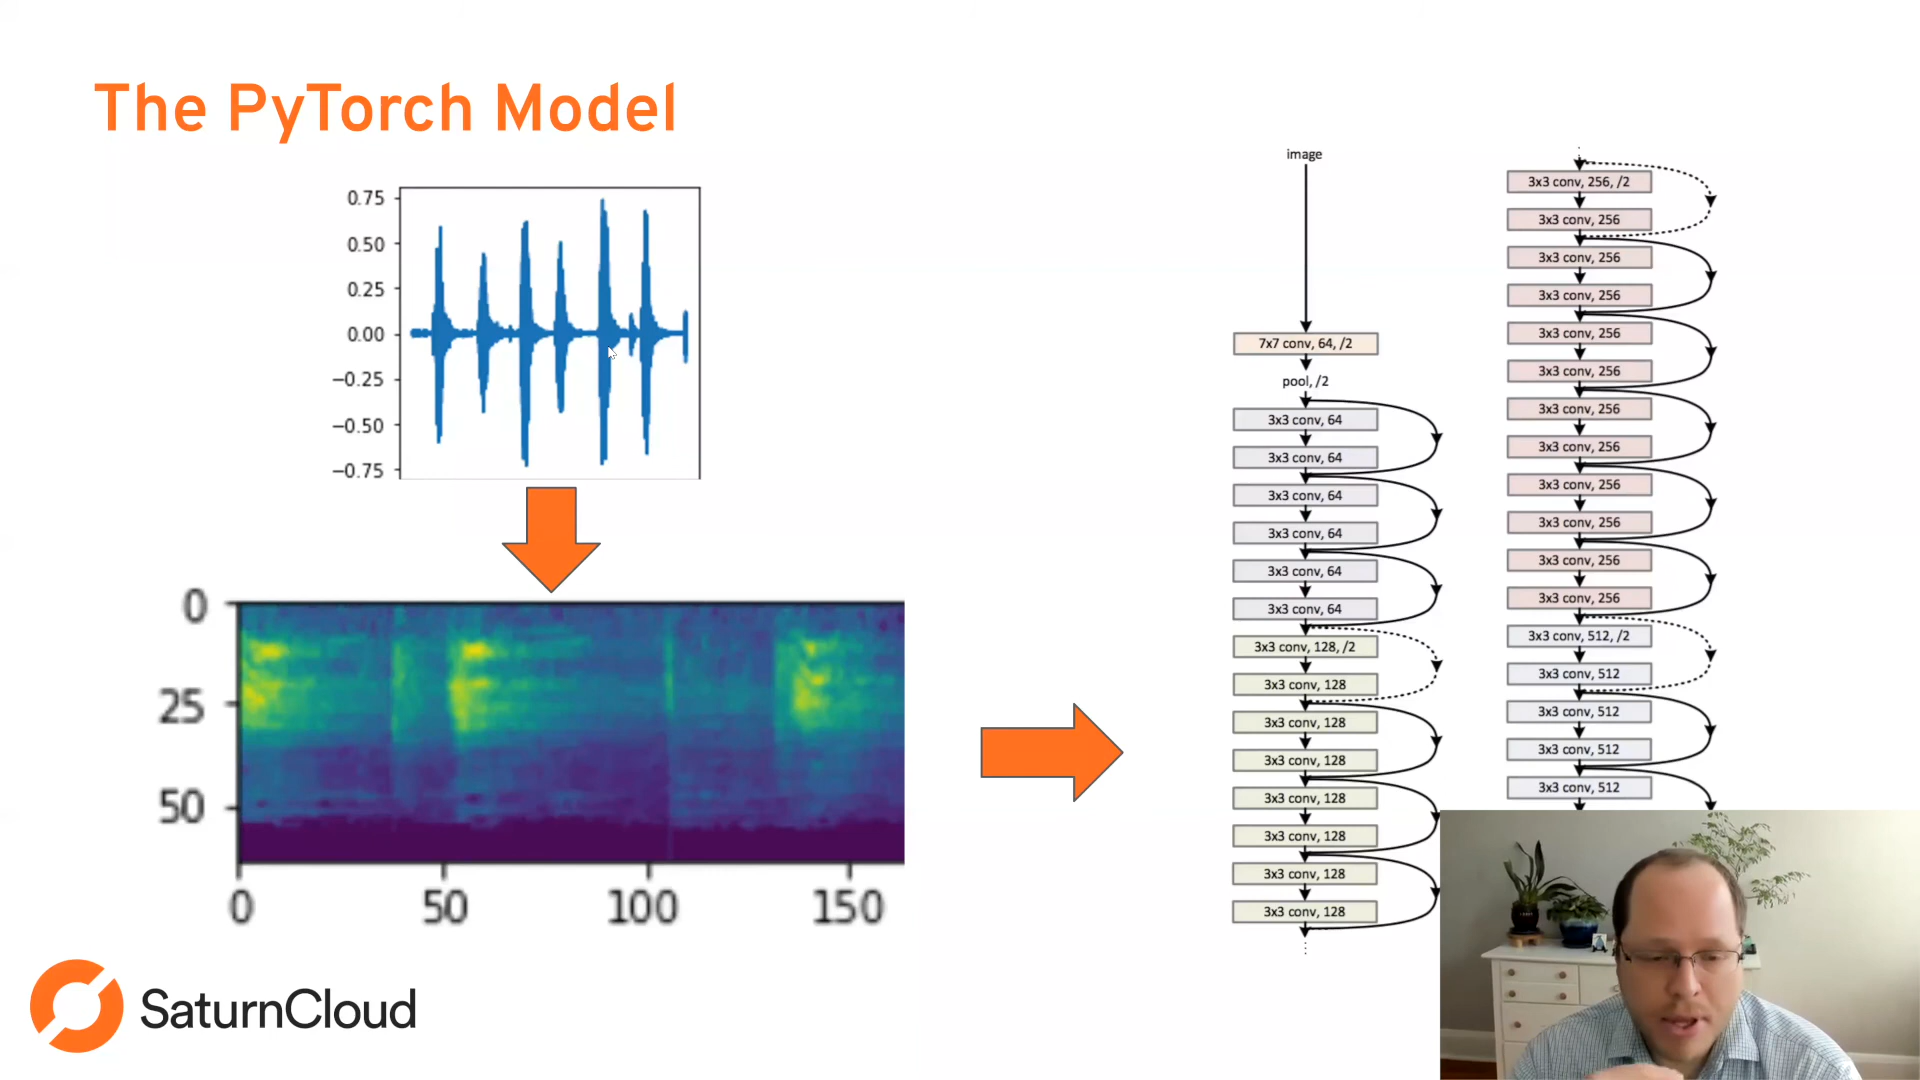 The PyTorch Model
0.75
0.50
0.25
0.00
−0.25
−0.50
−0.75
0
25
50
0
50
100
150
image
7x7 conv, 64, /2
pool, /2
3x3 conv, 64
3x3 conv, 64
3x3 conv, 64
3x3 conv, 64
3x3 conv, 64
3x3 conv, 64
3x3 conv, 128, /2
3x3 conv, 128
3x3 conv, 128
3x3 conv, 128
3x3 conv, 128
3x3 conv, 128
3x3 conv, 128
3x3 conv, 128
3x3 conv, 256, /2
3x3 conv, 256
3x3 conv, 256
3x3 conv, 256
3x3 conv, 256
3x3 conv, 256
3x3 conv, 256
3x3 conv, 256
3x3 conv, 256
3x3 conv, 256
3x3 conv, 256
3x3 conv, 256
3x3 conv, 512, /2
3x3 conv, 512
3x3 conv, 512
3x3 conv, 512
3x3 conv, 512
SaturnCloud